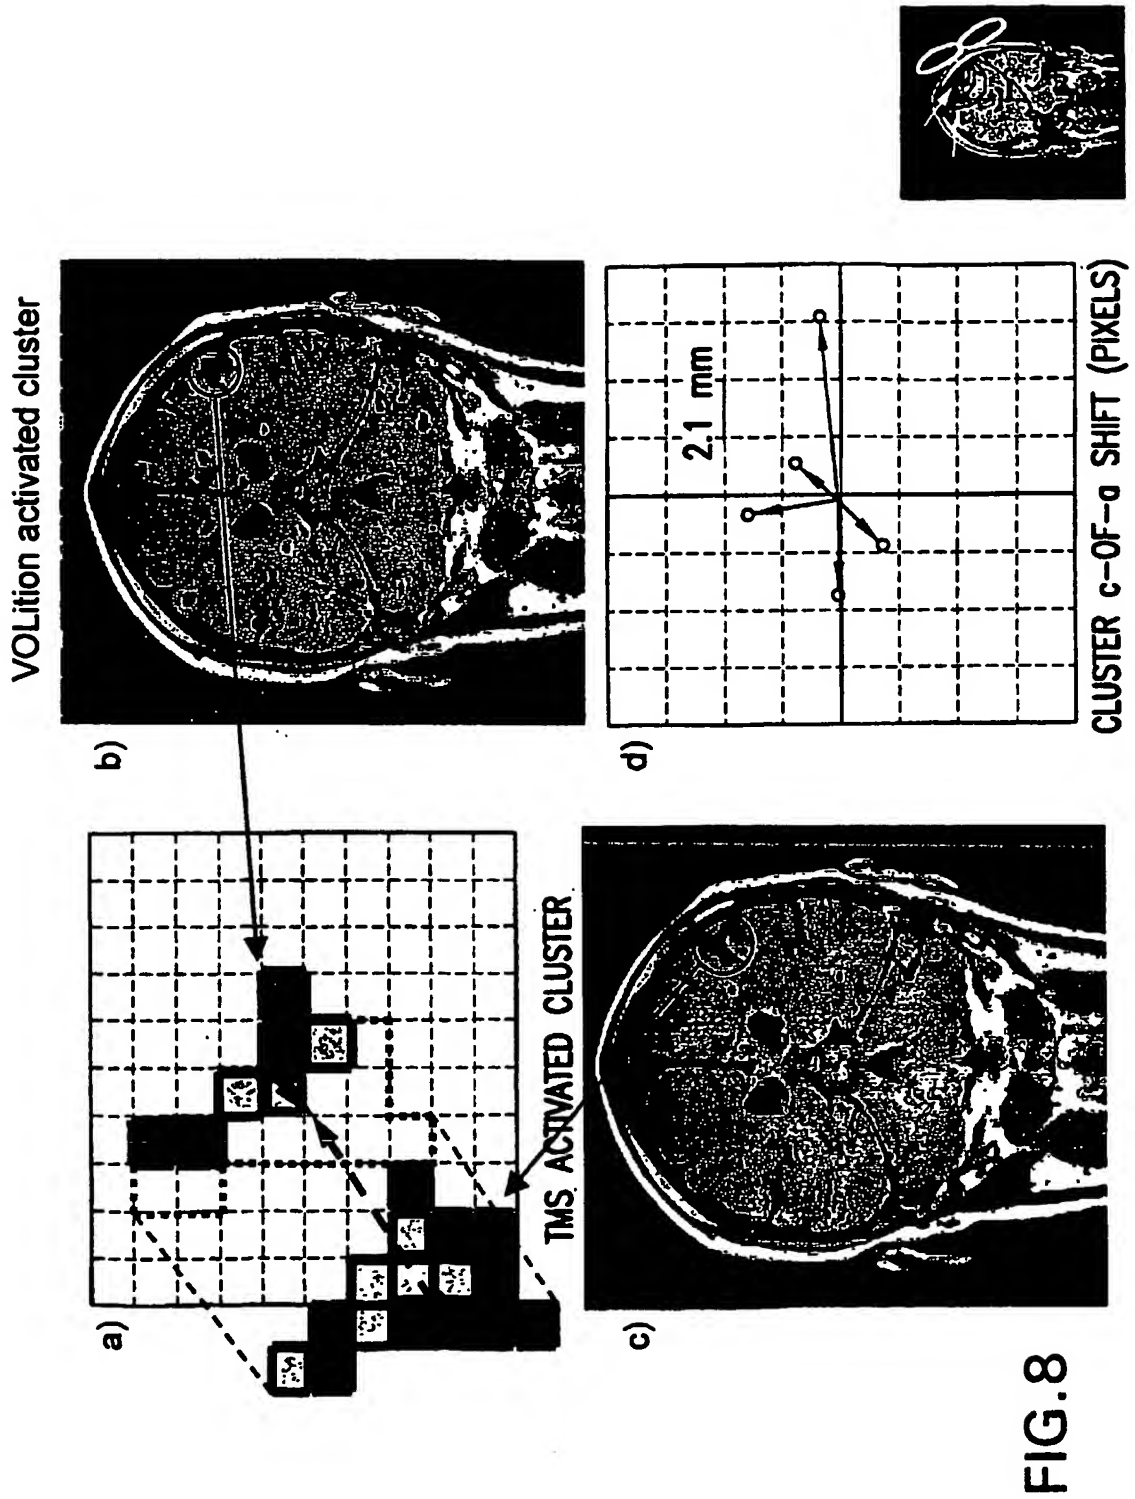 VOLition activated cluster
a)
b)
TMS ACTIVATED CLUSTER
c)
d)
2.1 mm
CLUSTER c-OF-a SHIFT (PIXELS)
FIG.8